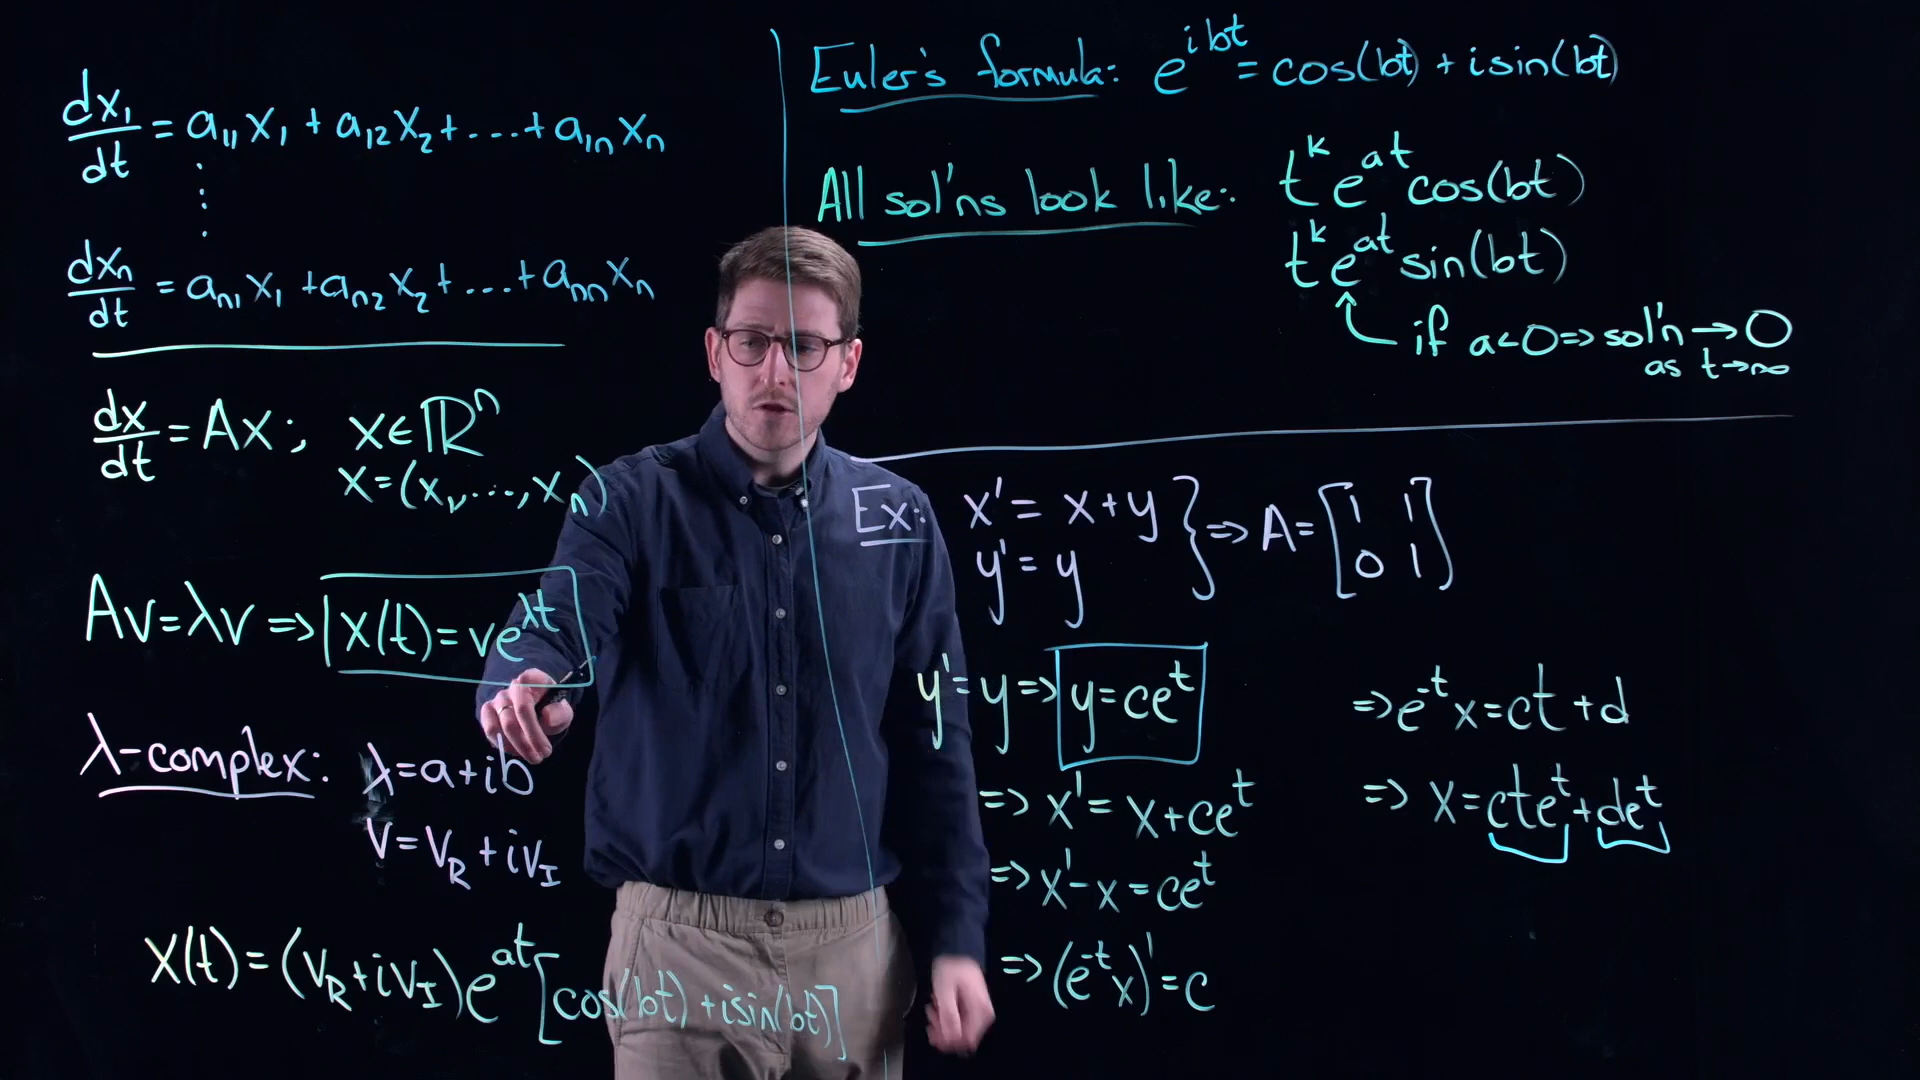 dx₁/dt = a₁₁x₁ + a₁₂x₂ + .... + a₁ₙxₙ
⋮
dxₙ/dt = aₙ₁x₁ + aₙ₂x₂ + .... + aₙₙxₙ
dx/dt = Ax ; x ∈ ℝⁿ
x = (x₁, ...., xₙ)
Av = λv ⇒ x(t) = ve^{λt}
λ-complex: λ = a + ib
v = v_R + iv_I
x(t) = (v_R + iv_I)e^{at}[cos(bt) + isin(bt)]
Euler's formula: e^{ibt} = cos(bt) + isin(bt)
All sol'ns look like: t^k e^{at} cos(bt)
t^k e^{at} sin(bt)
if a<0 ⇒ sol'n → 0
as t→∞
Ex: x' = x + y
y' = y } ⇒ A = [1 1
0 1]
y' = y ⇒ y = ce^t
⇒ x' = x + ce^t
⇒ x' - x = ce^t
⇒ (e^{-t}x)' = c
⇒ e^{-t}x = ct + d
⇒ x = cte^t + de^t